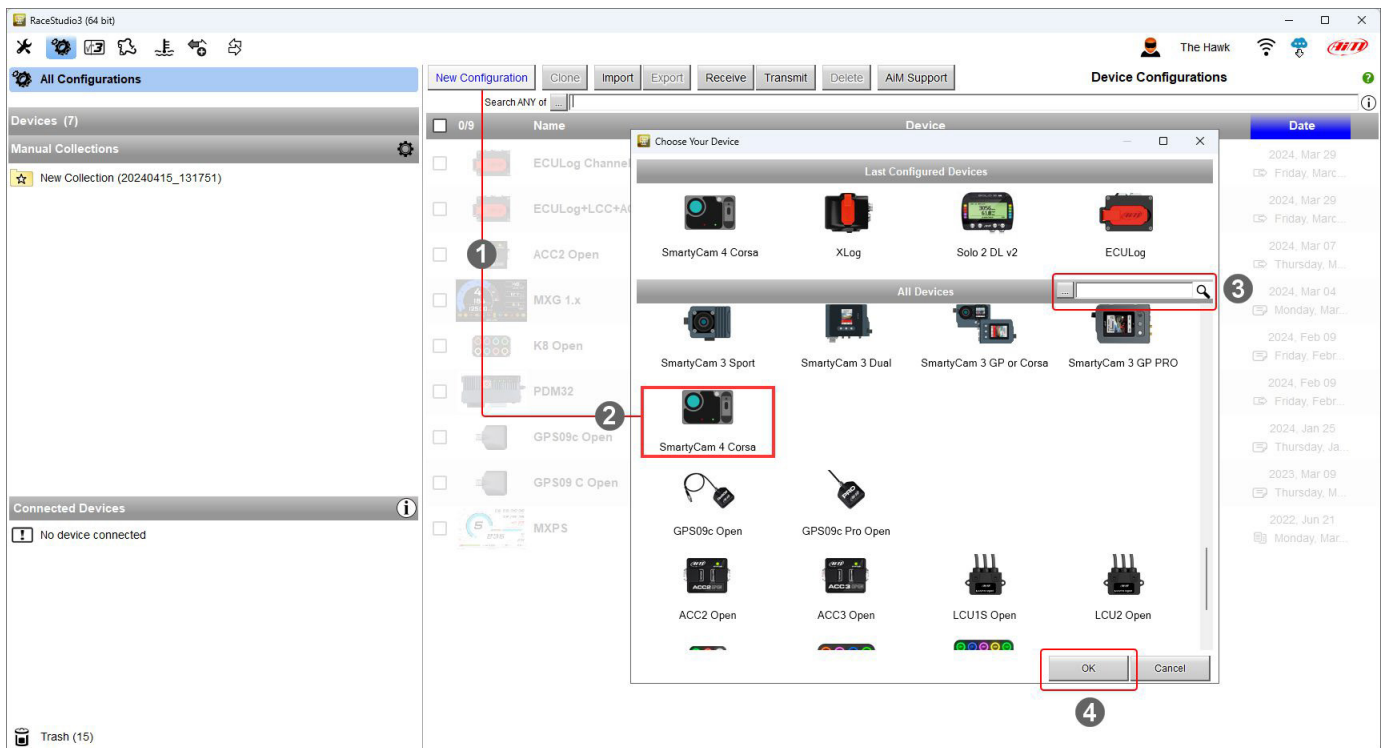 RaceStudio3 (64 bit)
The Hawk
All Configurations
New Configuration Clone Import Export Receive Transmit Delete AiM Support Device Configurations
Search ANY of ...
Devices (7)
0/9 Name Device Date
Manual Collections
New Collection (20240415_131751)
Choose Your Device
Last Configured Devices
SmartyCam 4 Corsa XLog Solo 2 DL v2 ECULog
All Devices ...
SmartyCam 3 Sport SmartyCam 3 Dual SmartyCam 3 GP or Corsa SmartyCam 3 GP PRO
SmartyCam 4 Corsa
GPS09c Open GPS09c Pro Open
ACC2 Open ACC3 Open LCU1S Open LCU2 Open
OK Cancel
1
2
3
4
ECULog Channel
2024, Mar 29
Friday, Marc...
ECULog+LCC+A
2024, Mar 29
Friday, Marc...
ACC2 Open
2024, Mar 07
Thursday, M...
MXG 1.x
2024, Mar 04
Monday, Mar...
K8 Open
2024, Feb 09
Friday, Febr...
PDM32
2024, Feb 09
Friday, Febr...
GPS09c Open
2024, Jan 25
Thursday, Ja...
GPS09 C Open
2023, Mar 09
Thursday, M...
MXPS
2022, Jun 21
Monday, Mar...
Connected Devices
No device connected
Trash (15)